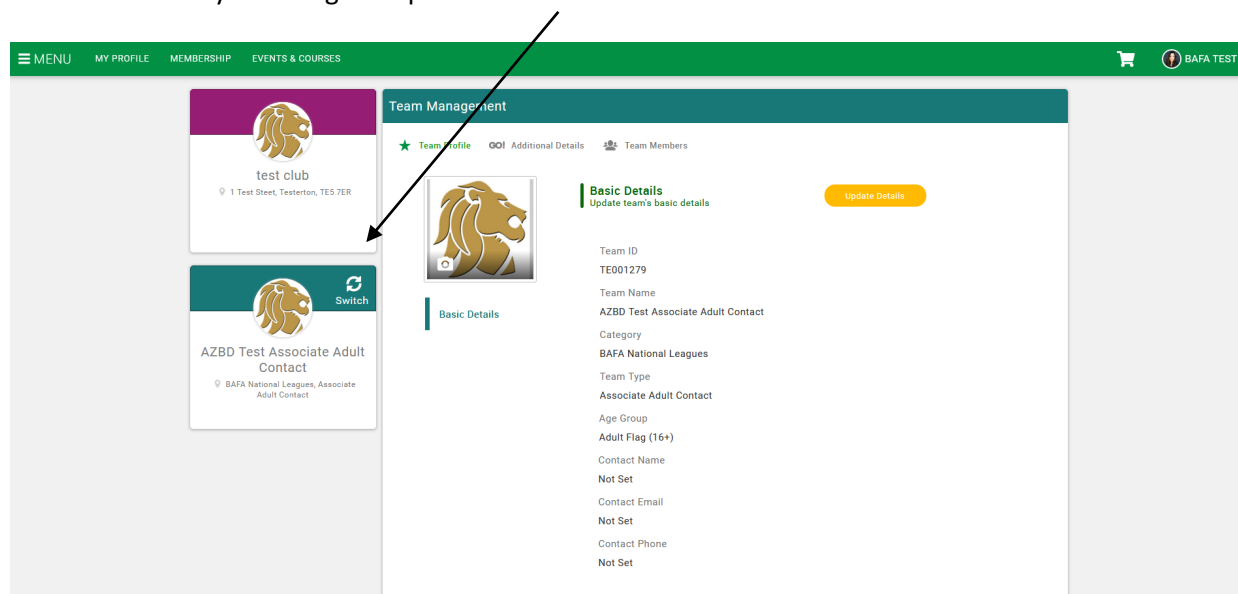 MENU MY PROFILE MEMBERSHIP EVENTS & COURSES BAFA TEST
test club
1 Test Steet, Testerton, TE5 7ER
Switch
AZBD Test Associate Adult
Contact
BAFA National Leagues, Associate
Adult Contact
Team Management
Team Profile GO! Additional Details Team Members
Basic Details
Update team's basic details
Update Details
Basic Details
Team ID
TE001279
Team Name
AZBD Test Associate Adult Contact
Category
BAFA National Leagues
Team Type
Associate Adult Contact
Age Group
Adult Flag (16+)
Contact Name
Not Set
Contact Email
Not Set
Contact Phone
Not Set